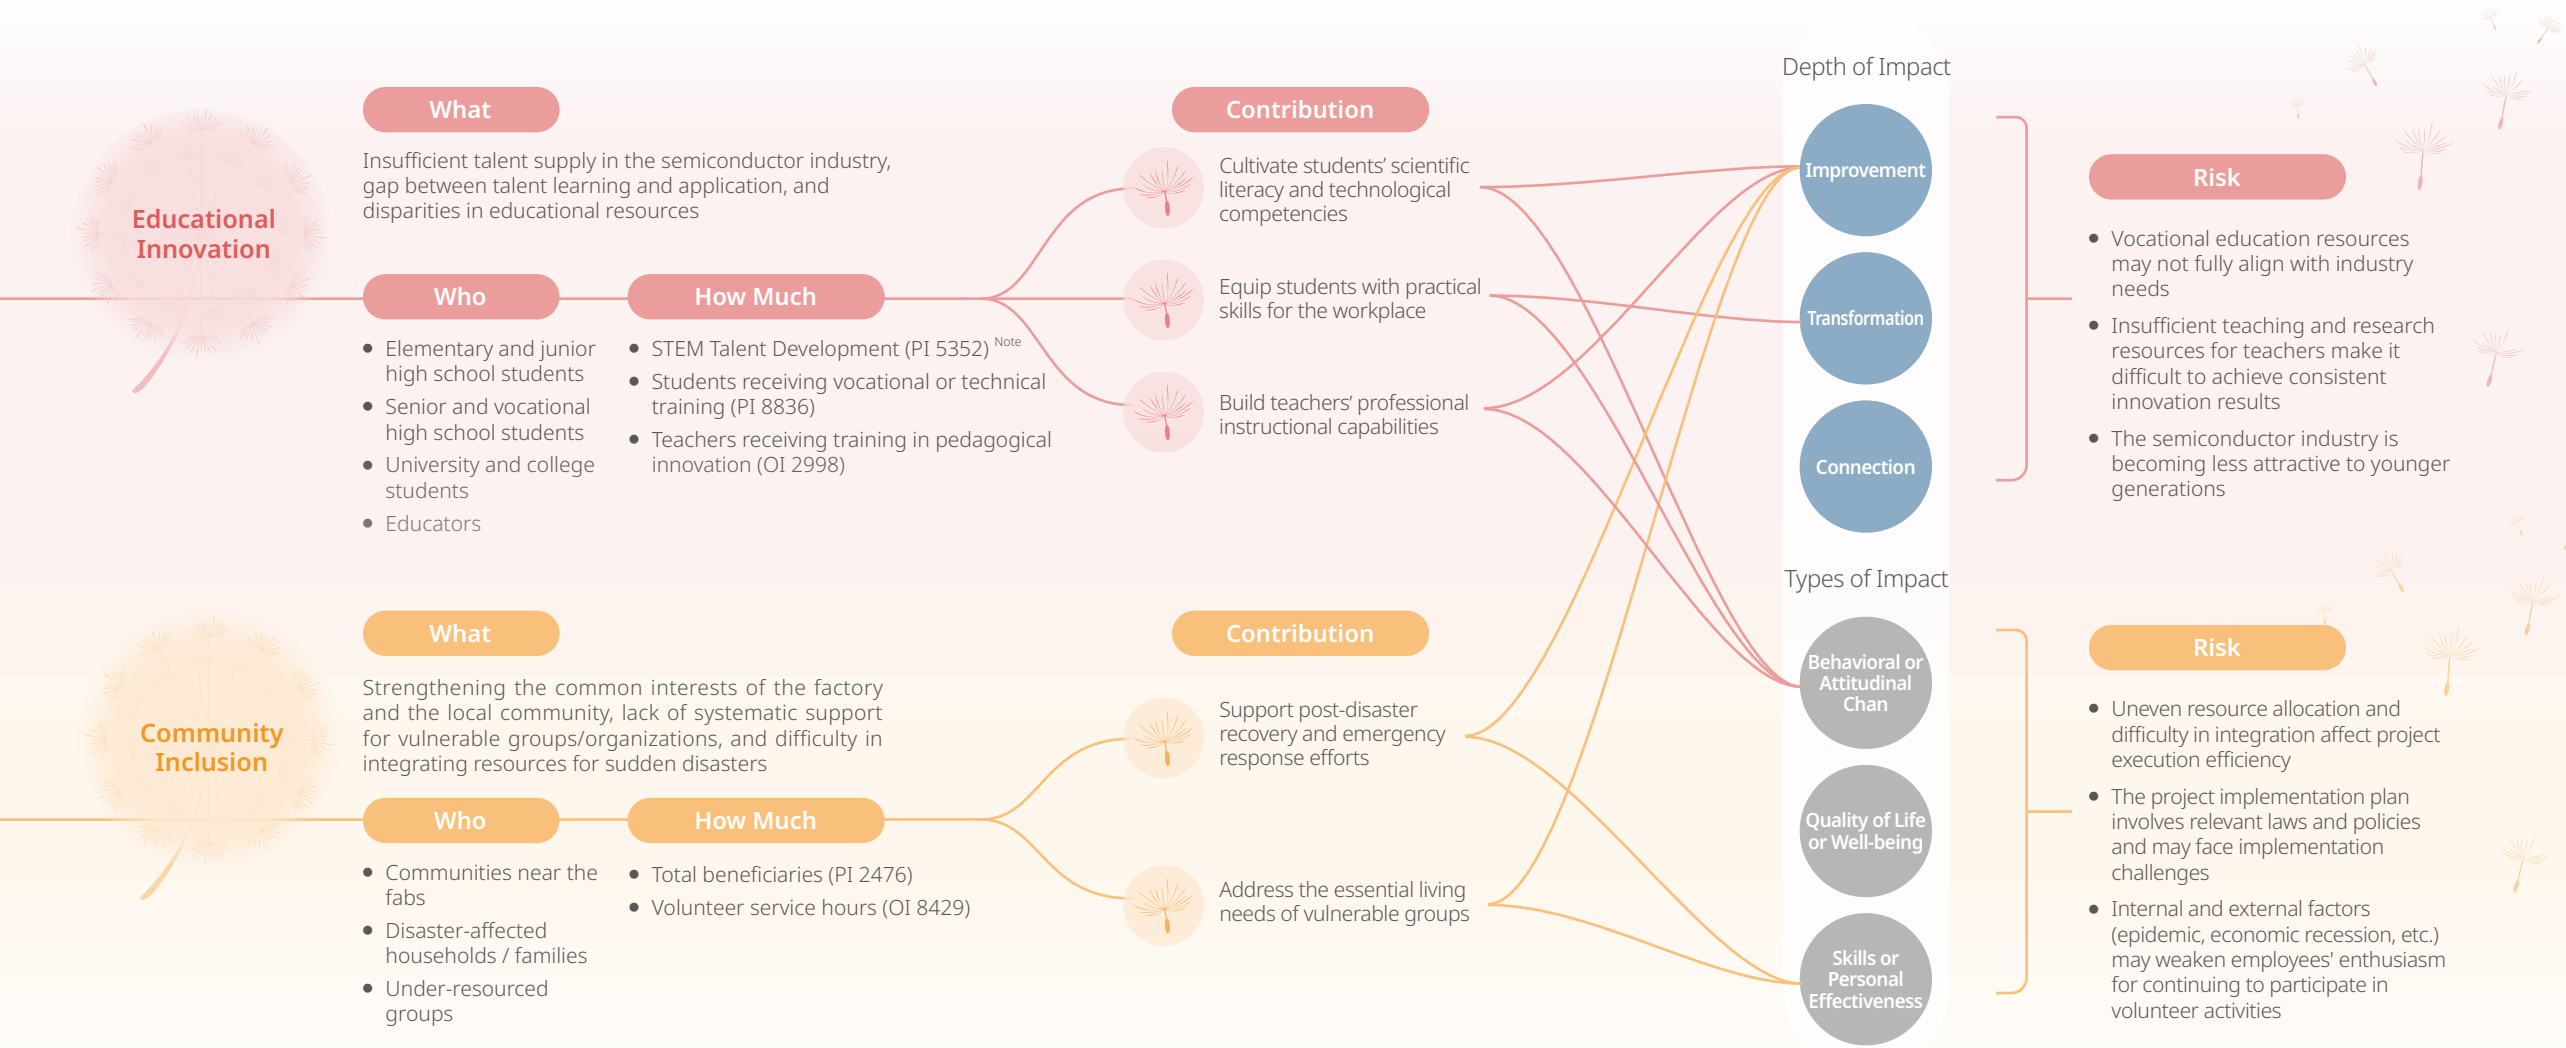 Educational
Innovation
What
Insufficient talent supply in the semiconductor industry,
gap between talent learning and application, and
disparities in educational resources
Who
Elementary and junior
high school students
Senior and vocational
high school students
University and college
students
Educators
How Much
STEM Talent Development (PI 5352) Note
Students receiving vocational or technical
training (PI 8836)
Teachers receiving training in pedagogical
innovation (OI 2998)
Contribution
Cultivate students’ scientific
literacy and technological
competencies
Equip students with practical
skills for the workplace
Build teachers’ professional
instructional capabilities
Community
Inclusion
What
Strengthening the common interests of the factory
and the local community, lack of systematic support
for vulnerable groups/organizations, and difficulty in
integrating resources for sudden disasters
Who
Communities near the
fabs
Disaster-affected
households / families
Under-resourced
groups
How Much
Total beneficiaries (PI 2476)
Volunteer service hours (OI 8429)
Contribution
Support post-disaster
recovery and emergency
response efforts
Address the essential living
needs of vulnerable groups
Depth of Impact
Improvement
Transformation
Connection
Types of Impact
Behavioral or
Attitudinal
Chan
Quality of Life
or Well-being
Skills or
Personal
Effectiveness
Risk
Vocational education resources
may not fully align with industry
needs
Insufficient teaching and research
resources for teachers make it
difficult to achieve consistent
innovation results
The semiconductor industry is
becoming less attractive to younger
generations
Risk
Uneven resource allocation and
difficulty in integration affect project
execution efficiency
The project implementation plan
involves relevant laws and policies
and may face implementation
challenges
Internal and external factors
(epidemic, economic recession, etc.)
may weaken employees' enthusiasm
for continuing to participate in
volunteer activities